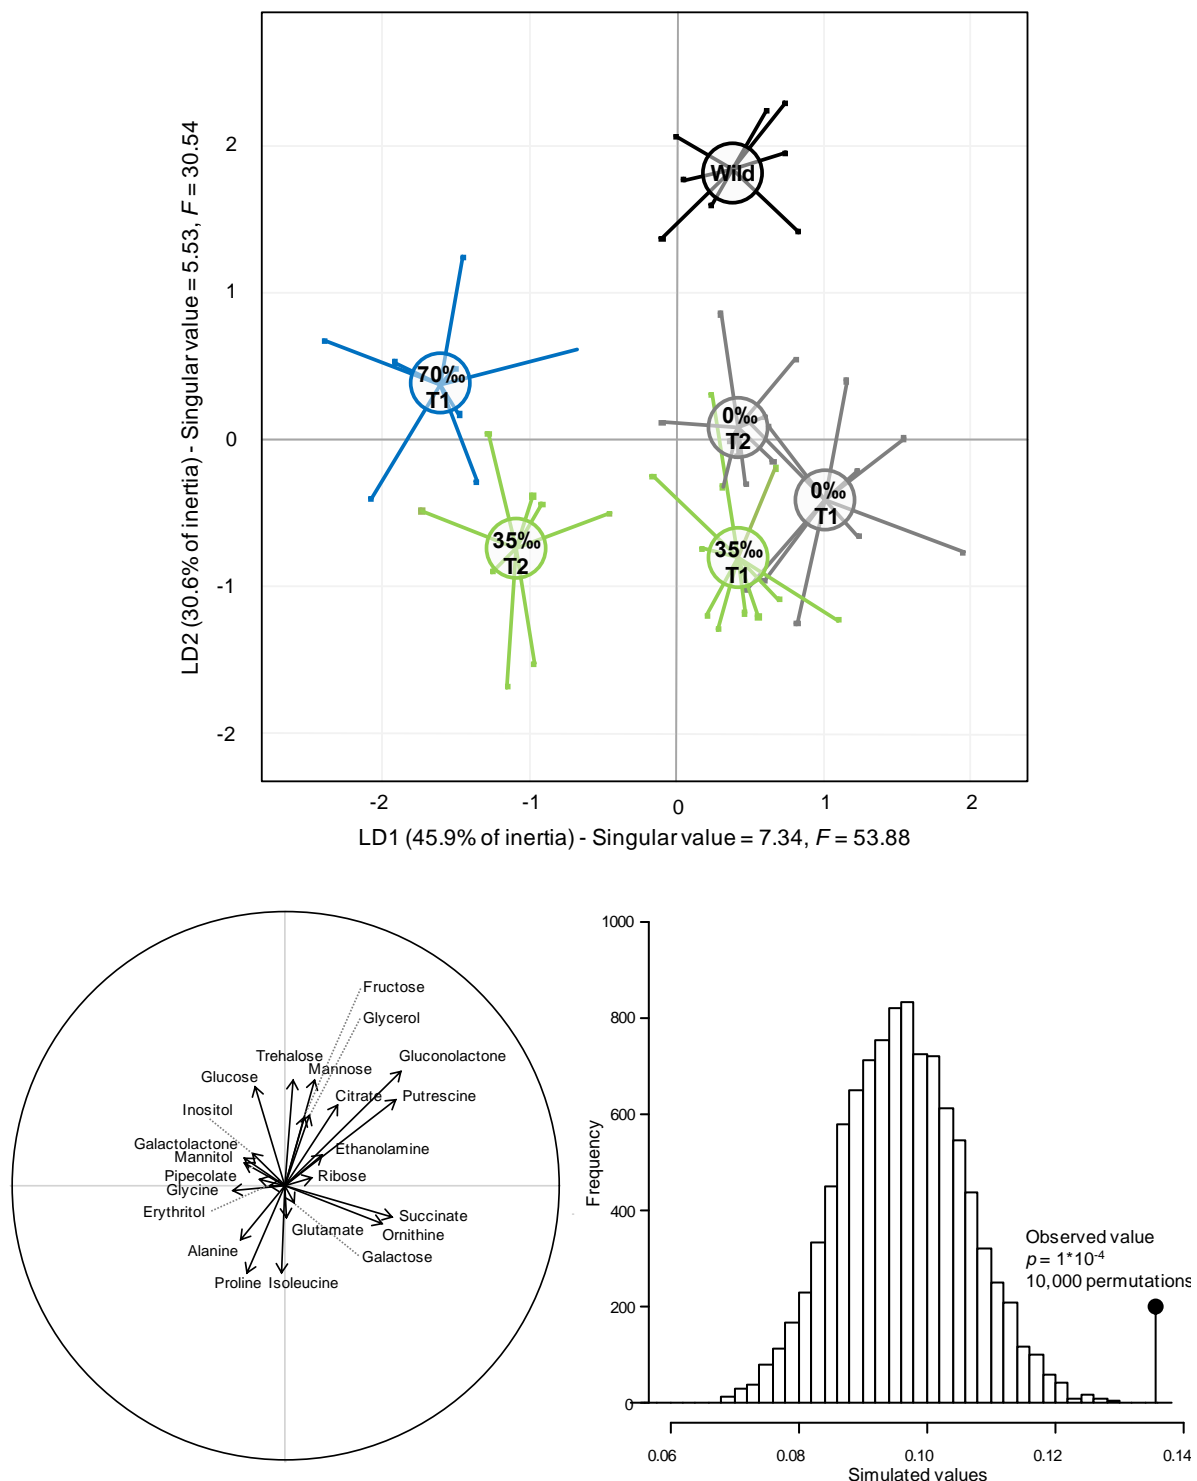 LD2 (30.6% of inertia) - Singular value = 5.53, F = 30.54
2
1
0
-1
-2
Wild
70‰
T1
0‰
T2
0‰
T1
35‰
T2
35‰
T1
-2
-1
0
1
2
LD1 (45.9% of inertia) - Singular value = 7.34, F = 53.88
Fructose
Glycerol
Trehalose
Mannose
Gluconolactone
Glucose
Citrate
Putrescine
Inositol
Galactolactone
Ethanolamine
Mannitol
Pipecolate
Ribose
Glycine
Erythritol
Succinate
Glutamate
Ornithine
Alanine
Galactose
Proline
Isoleucine
Frequency
1000
800
600
400
200
0
Observed value
p = 1*10-4
10,000 permutations
0.06
0.08
0.10
0.12
0.14
Simulated values